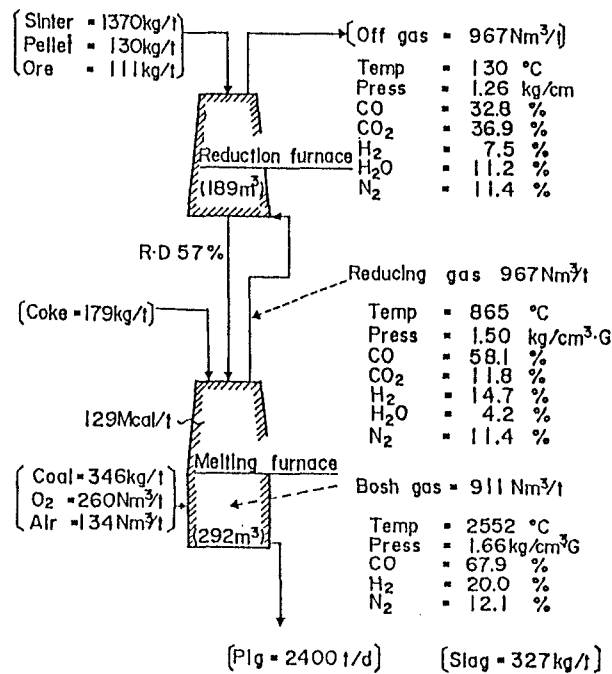 Sinter = 1370kg/t
Pellet = 130kg/t
Ore = 111kg/t
Off gas = 967Nm³/t
Temp = 130 °C
Press = 1.26 kg/cm
CO = 32.8 %
CO₂ = 36.9 %
H₂ = 7.5 %
H₂O = 11.2 %
N₂ = 11.4 %
Reduction furnace
(189m³)
R·D 57%
Reducing gas 967Nm³/t
Coke = 179kg/t
Temp = 865 °C
Press = 1.50 kg/cm³·G
CO = 58.1 %
CO₂ = 11.8 %
H₂ = 14.7 %
H₂O = 4.2 %
N₂ = 11.4 %
129Mcal/t
Melting furnace
Coal = 346kg/t
O₂ = 260Nm³/t
Air = 134Nm³/t
(292m³)
Bosh gas = 911Nm³/t
Temp = 2552 °C
Press = 1.66kg/cm³G
CO = 67.9 %
H₂ = 20.0 %
N₂ = 12.1 %
(Pig = 2400t/d) (Slag = 327kg/t)